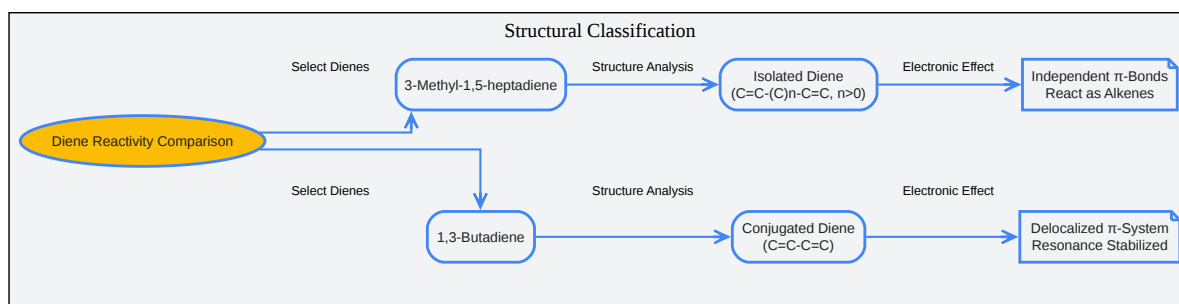 Structural Classification
Select Dienes
Structure Analysis
Electronic Effect
3-Methyl-1,5-heptadiene
Isolated Diene
(C=C-(C)n-C=C, n>0)
Independent π-Bonds
React as Alkenes
Diene Reactivity Comparison
Select Dienes
Structure Analysis
Electronic Effect
1,3-Butadiene
Conjugated Diene
(C=C-C=C)
Delocalized π-System
Resonance Stabilized